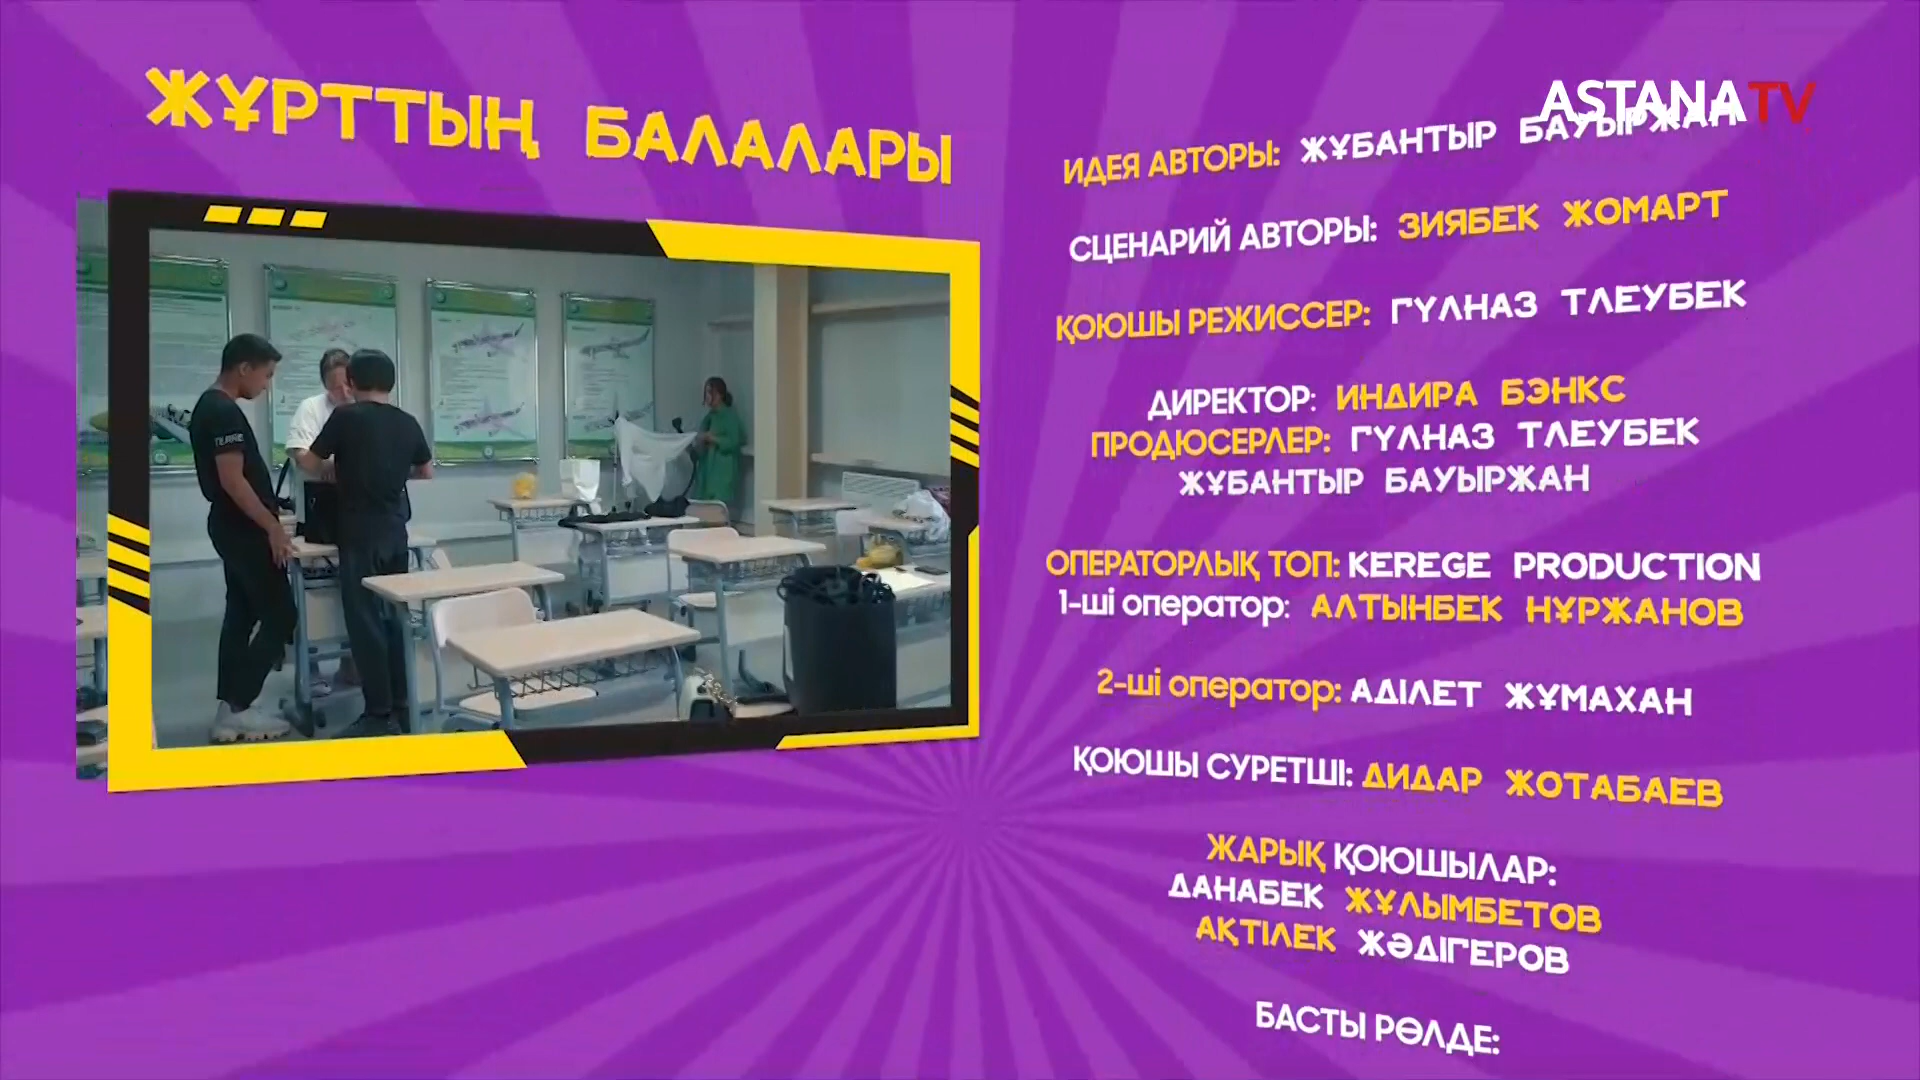 ЖҰРТТЫҢ БАЛАЛАРЫ
ASTANATV
ИДЕЯ АВТОРЫ: ЖҰБАНТЫР БАУЫРЖАН
СЦЕНАРИЙ АВТОРЫ: ЗИЯБЕК ЖОМАРТ
ҚОЮШЫ РЕЖИССЕР: ГҮЛНАЗ ТЛЕУБЕК
ДИРЕКТОР: ИНДИРА БЭНКС
ПРОДЮСЕРЛЕР: ГҮЛНАЗ ТЛЕУБЕК
ЖҰБАНТЫР БАУЫРЖАН
ОПЕРАТОРЛЫҚ ТОП: KEREGE PRODUCTION
1-ші оператор: АЛТЫНБЕК НҰРЖАНОВ
2-ші оператор: АДІЛЕТ ЖҰМАХАН
ҚОЮШЫ СУРЕТШІ: ДИДАР ЖОТАБАЕВ
ЖАРЫҚ ҚОЮШЫЛАР:
ДАНАБЕК ЖҰЛЫМБЕТОВ
АҚТІЛЕК ЖӘДІГЕРОВ
БАСТЫ РӨЛДЕ: